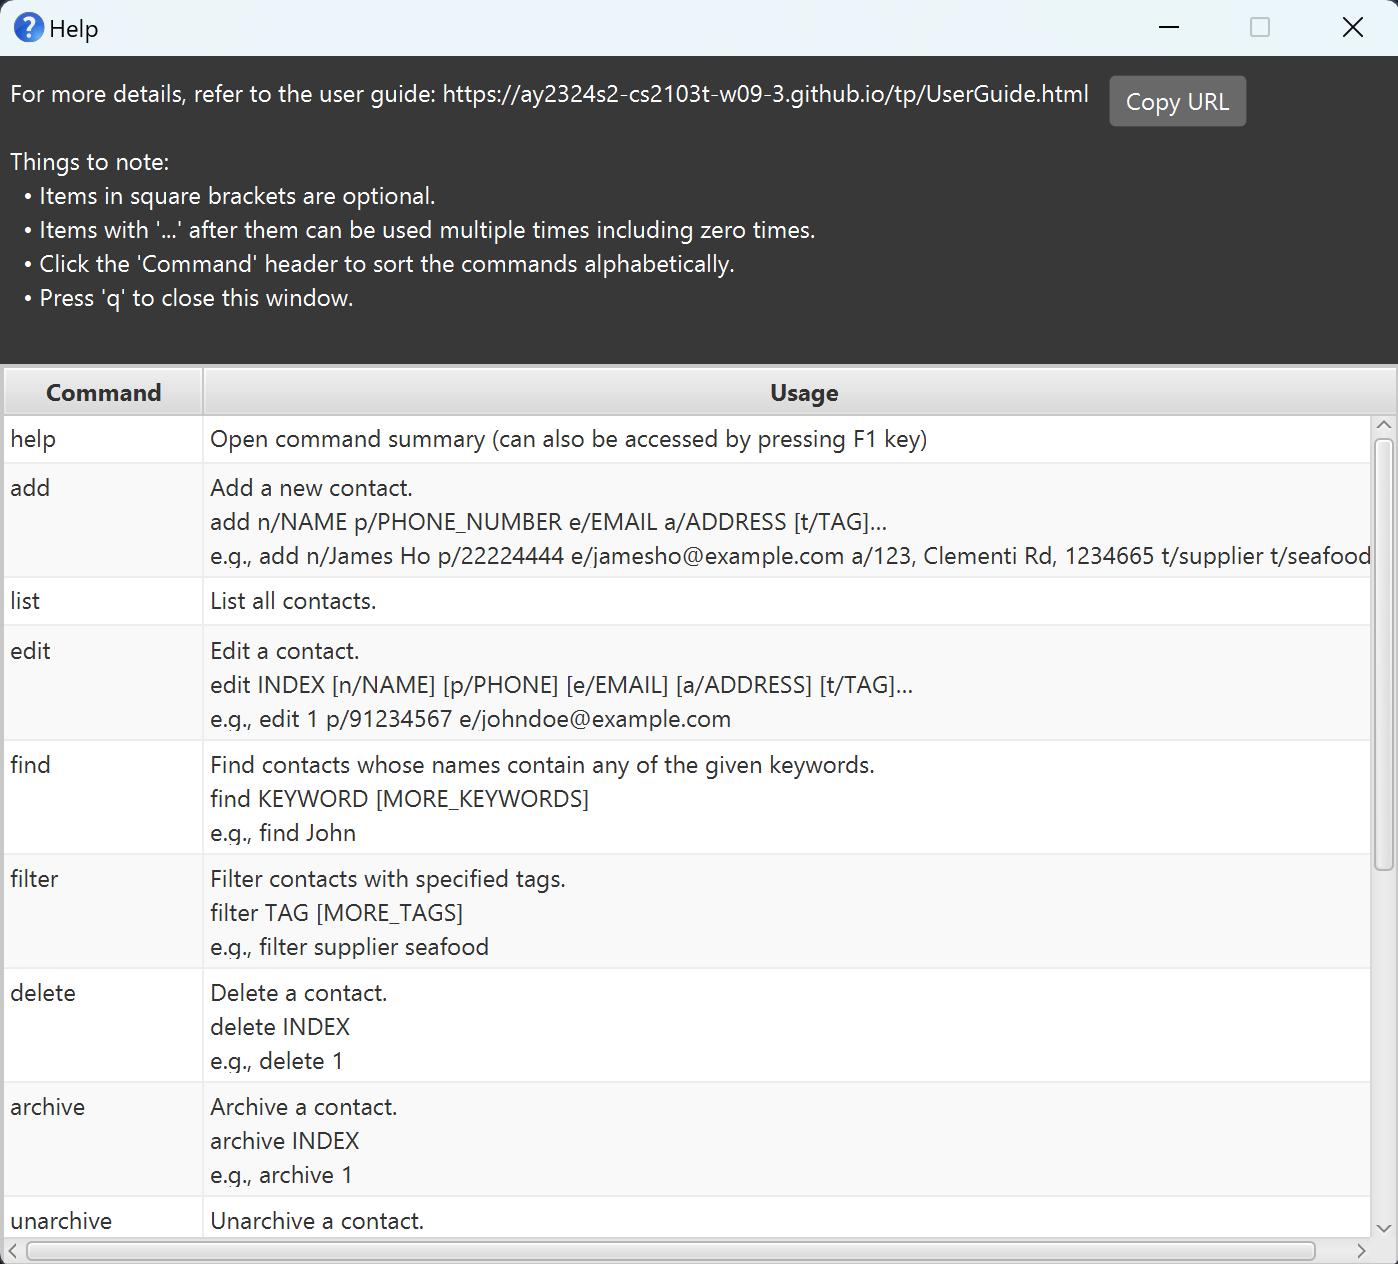 Help
For more details, refer to the user guide: https://ay2324s2-cs2103t-w09-3.github.io/tp/UserGuide.html
Copy URL
Things to note:
• Items in square brackets are optional.
• Items with '...' after them can be used multiple times including zero times.
• Click the 'Command' header to sort the commands alphabetically.
• Press 'q' to close this window.
Command Usage
help Open command summary (can also be accessed by pressing F1 key)
add Add a new contact.
add n/NAME p/PHONE_NUMBER e/EMAIL a/ADDRESS [t/TAG]...
e.g., add n/James Ho p/22224444 e/jamesho@example.com a/123, Clementi Rd, 1234665 t/supplier t/seafood
list List all contacts.
edit Edit a contact.
edit INDEX [n/NAME] [p/PHONE] [e/EMAIL] [a/ADDRESS] [t/TAG]...
e.g., edit 1 p/91234567 e/johndoe@example.com
find Find contacts whose names contain any of the given keywords.
find KEYWORD [MORE_KEYWORDS]
e.g., find John
filter Filter contacts with specified tags.
filter TAG [MORE_TAGS]
e.g., filter supplier seafood
delete Delete a contact.
delete INDEX
e.g., delete 1
archive Archive a contact.
archive INDEX
e.g., archive 1
unarchive Unarchive a contact.